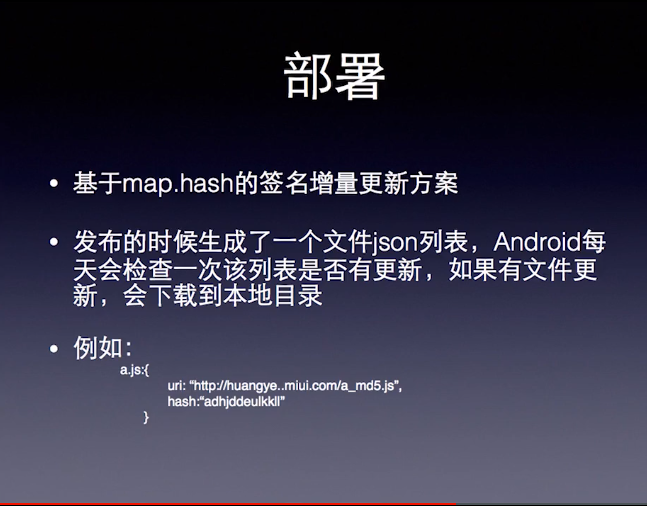 部署
• 基于map.hash的签名增量更新方案
• 发布的时候生成了一个文件json列表，Android每
天会检查一次该列表是否有更新，如果有文件更
新，会下载到本地目录
• 例如：
a.js:{
uri: “http://huangye..miui.com/a_md5.js”,
hash:“adhjddeulkkll”
}